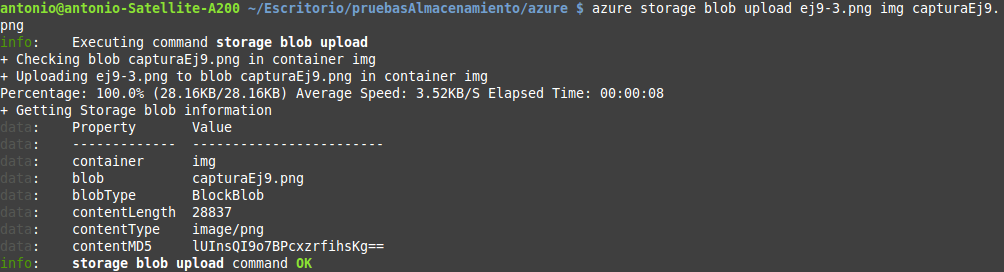 antonio@antonio-Satellite-A200 ~/Escritorio/pruebasAlmacenamiento/azure $ azure storage blob upload ej9-3.png img capturaEj9.
png
info:    Executing command storage blob upload
+ Checking blob capturaEj9.png in container img
+ Uploading ej9-3.png to blob capturaEj9.png in container img
Percentage: 100.0% (28.16KB/28.16KB) Average Speed: 3.52KB/S Elapsed Time: 00:00:08
+ Getting Storage blob information
data:    Property       Value
data:    -------------  ------------------------
data:    container      img
data:    blob           capturaEj9.png
data:    blobType       BlockBlob
data:    contentLength  28837
data:    contentType    image/png
data:    contentMD5     lUInsQI9o7BPcxzrfihsKg==
info:    storage blob upload command OK